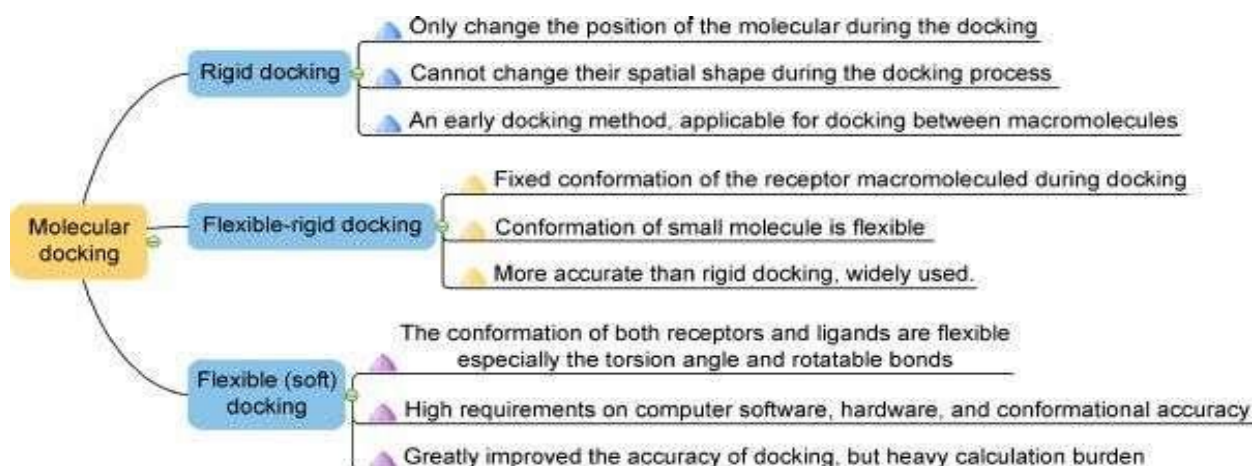 Only change the position of the molecular during the docking
Rigid docking
Cannot change their spatial shape during the docking process
An early docking method, applicable for docking between macromolecules
Fixed conformation of the receptor macromoleculed during docking
Molecular
docking
Flexible-rigid docking
Conformation of small molecule is flexible
More accurate than rigid docking, widely used.
The conformation of both receptors and ligands are flexible
especially the torsion angle and rotatable bonds
Flexible (soft)
docking
High requirements on computer software, hardware, and conformational accuracy
Greatly improved the accuracy of docking, but heavy calculation burden